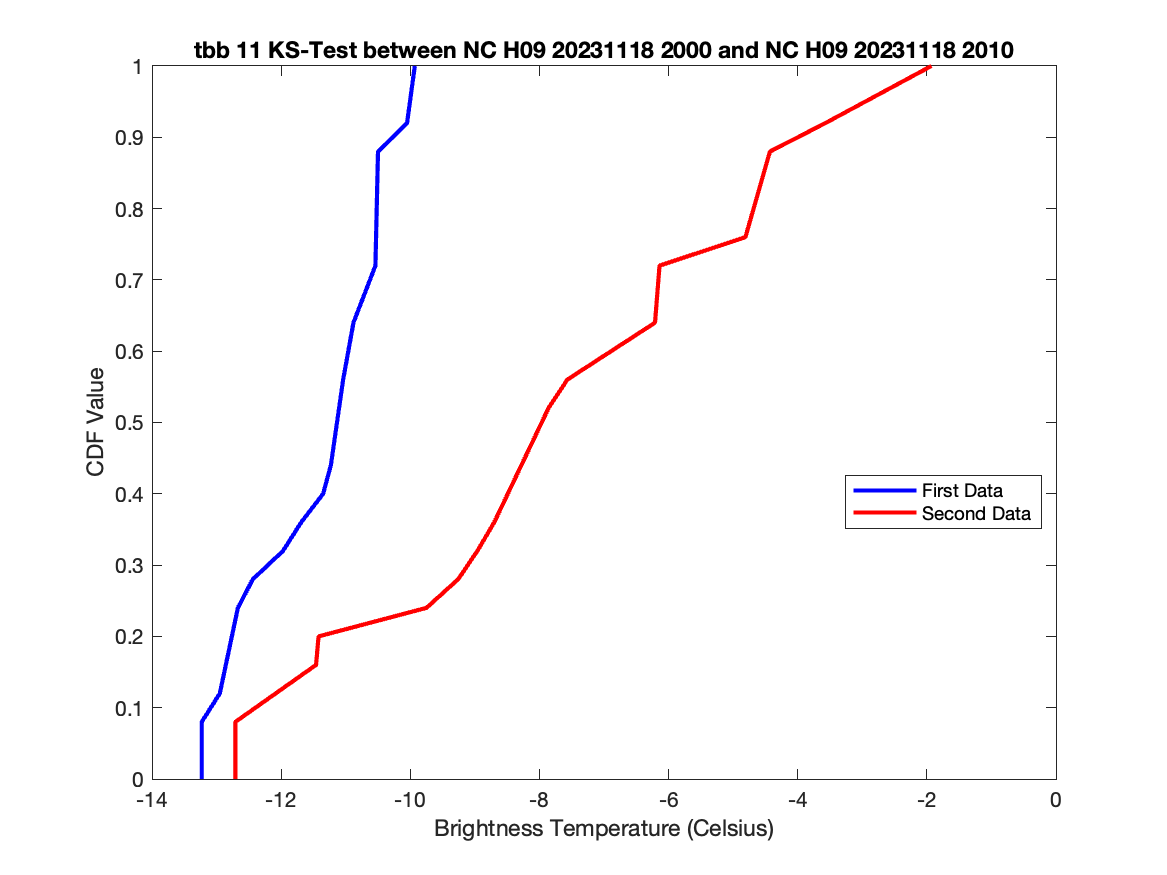 tbb 11 KS-Test between NC H09 20231118 2000 and NC H09 20231118 2010
1
0.9
0.8
0.7
0.6
0.5
0.4
0.3
0.2
0.1
0
CDF Value
First Data
Second Data
-14 -12 -10 -8 -6 -4 -2 0
Brightness Temperature (Celsius)